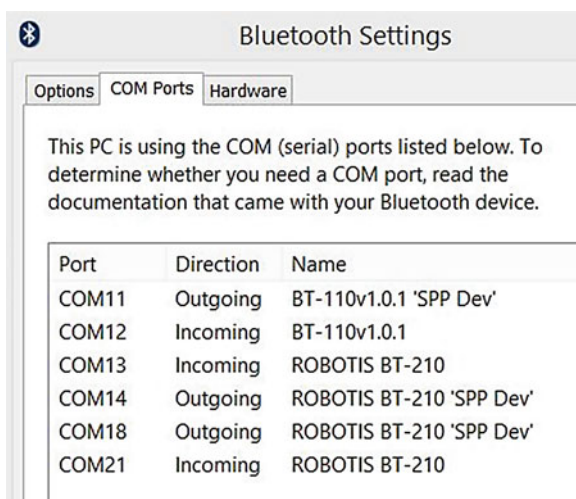 Bluetooth Settings
Options COM Ports Hardware
This PC is using the COM (serial) ports listed below. To
determine whether you need a COM port, read the
documentation that came with your Bluetooth device.
Port Direction Name
COM11 Outgoing BT-110v1.0.1 'SPP Dev'
COM12 Incoming BT-110v1.0.1
COM13 Incoming ROBOTIS BT-210
COM14 Outgoing ROBOTIS BT-210 'SPP Dev'
COM18 Outgoing ROBOTIS BT-210 'SPP Dev'
COM21 Incoming ROBOTIS BT-210